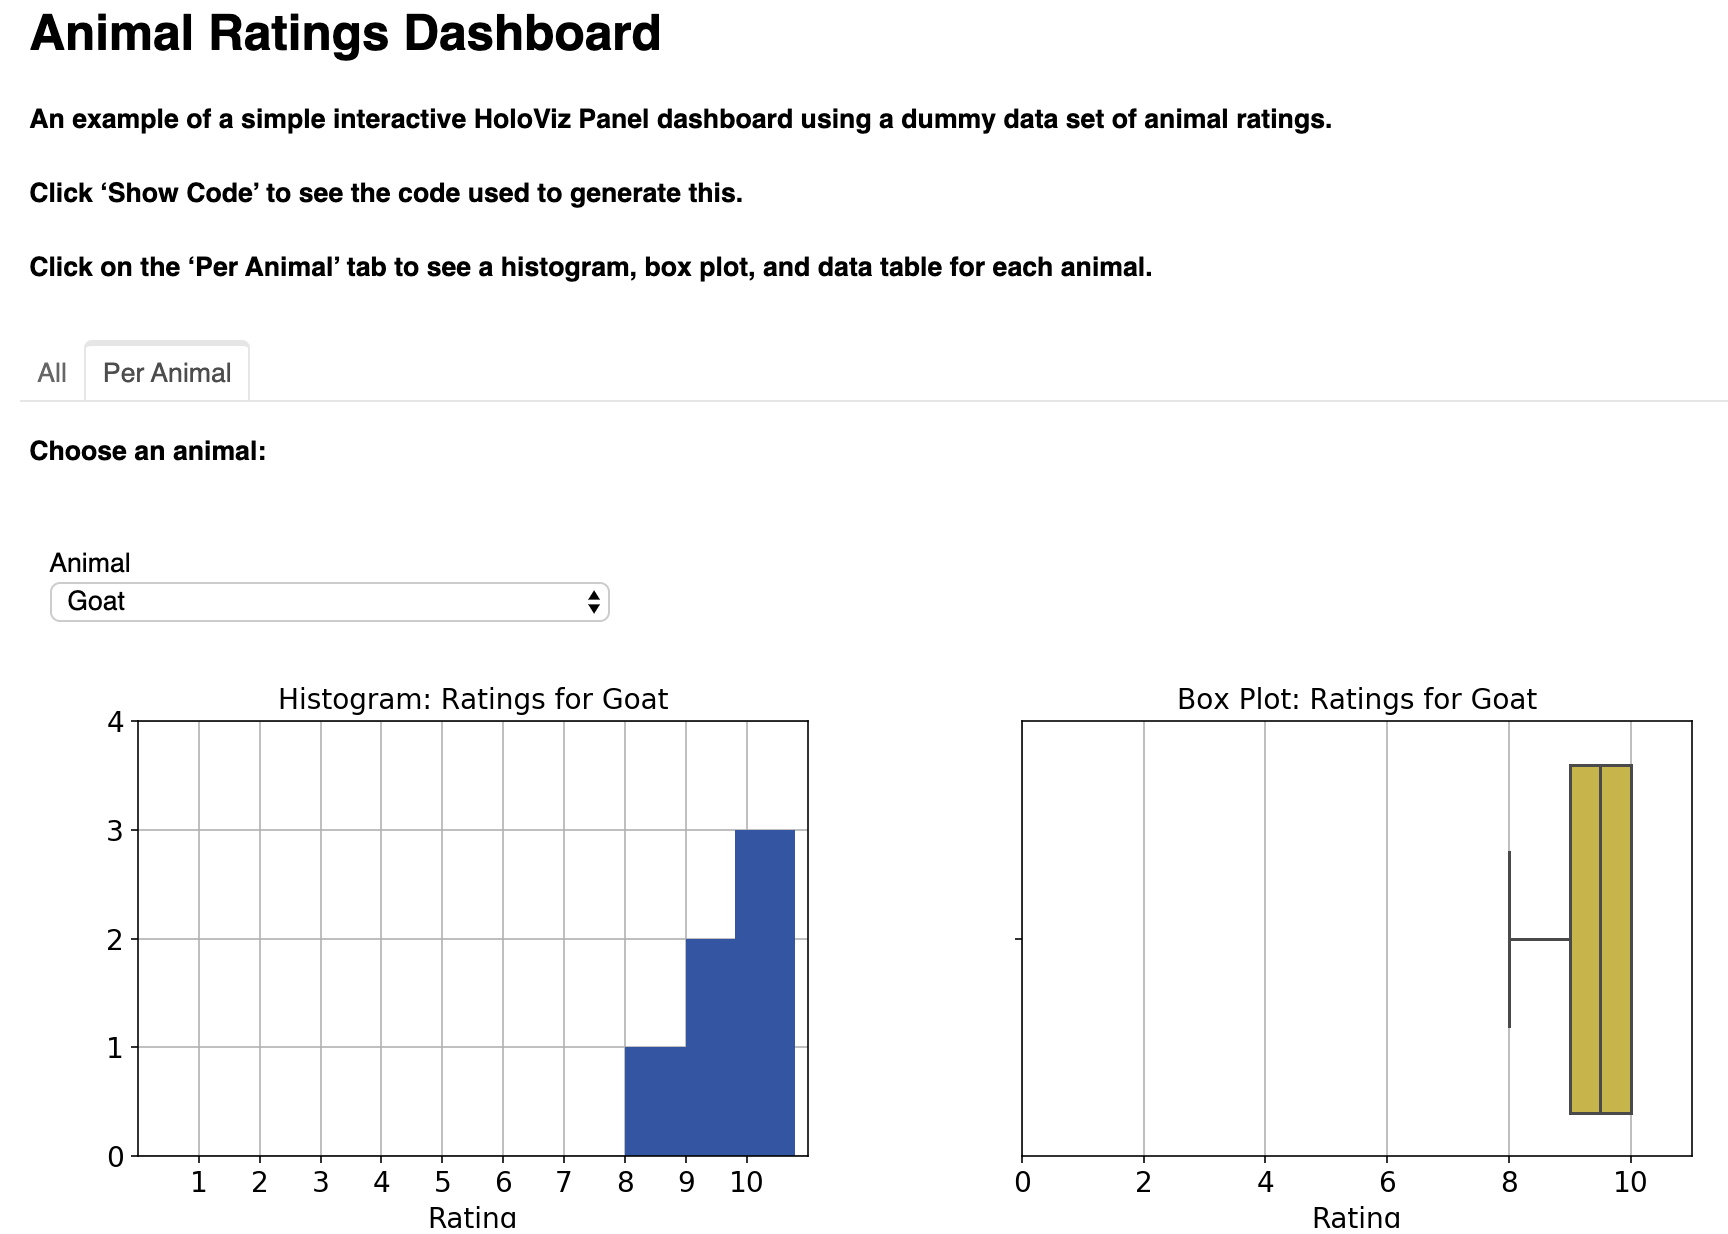 Animal Ratings Dashboard
An example of a simple interactive HoloViz Panel dashboard using a dummy data set of animal ratings.
Click ‘Show Code’ to see the code used to generate this.
Click on the ‘Per Animal’ tab to see a histogram, box plot, and data table for each animal.
All Per Animal
Choose an animal:
Animal
Goat
Histogram: Ratings for Goat
4
3
2
1
0
1 2 3 4 5 6 7 8 9 10
Rating
Box Plot: Ratings for Goat
0 2 4 6 8 10
Rating